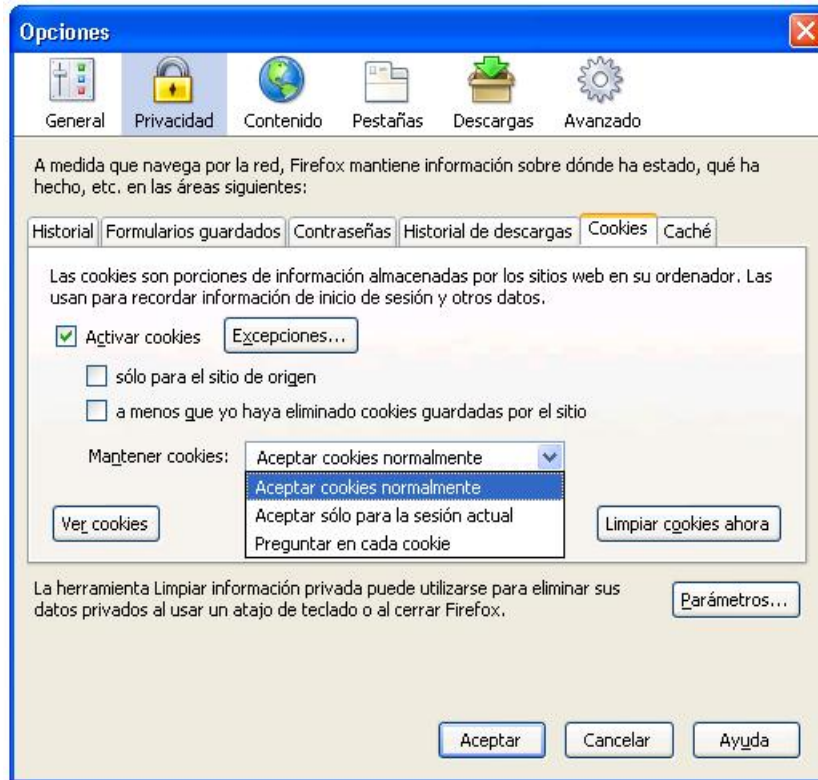 Opciones
General Privacidad Contenido Pestañas Descargas Avanzado
A medida que navega por la red, Firefox mantiene información sobre dónde ha estado, qué ha
hecho, etc. en las áreas siguientes:
Historial Formularios guardados Contraseñas Historial de descargas Cookies Caché
Las cookies son porciones de información almacenadas por los sitios web en su ordenador. Las
usan para recordar información de inicio de sesión y otros datos.
Activar cookies Excepciones...
sólo para el sitio de origen
a menos que yo haya eliminado cookies guardadas por el sitio
Mantener cookies: Aceptar cookies normalmente
Aceptar cookies normalmente
Aceptar sólo para la sesión actual
Preguntar en cada cookie
Ver cookies Limpiar cookies ahora
La herramienta Limpiar información privada puede utilizarse para eliminar sus
datos privados al usar un atajo de teclado o al cerrar Firefox.
Parámetros...
Aceptar Cancelar Ayuda